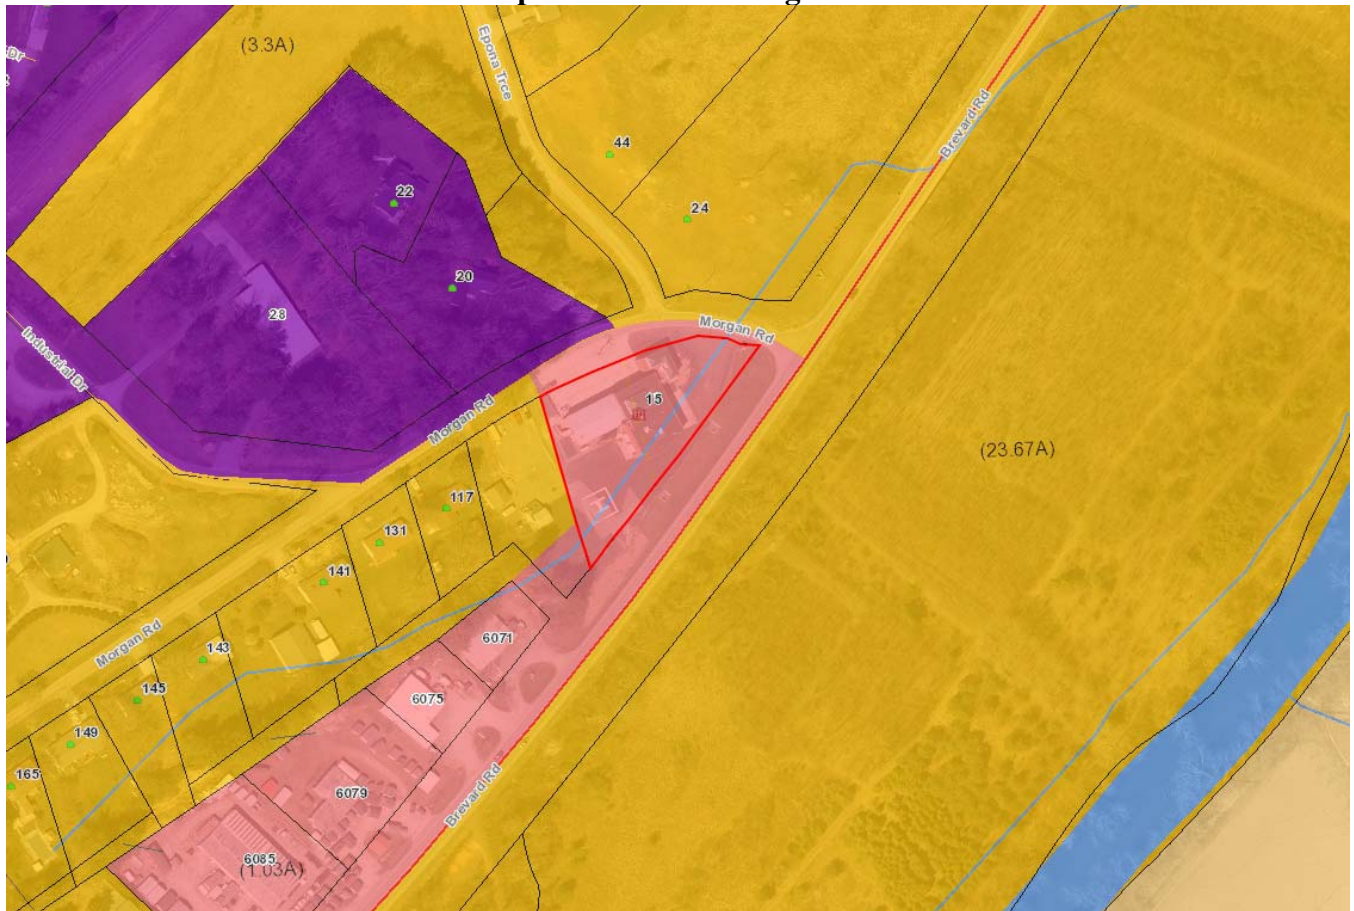 (3.3A)
Epona Trce
44
Brevard Rd
22
24
20
28
Morgan Rd
Industrial Dr
15
Morgan Rd
(23.67A)
117
131
141
Morgan Rd
143
145
149
165
6071
6075
6079
Brevard Rd
6085
(1.03A)
Dr